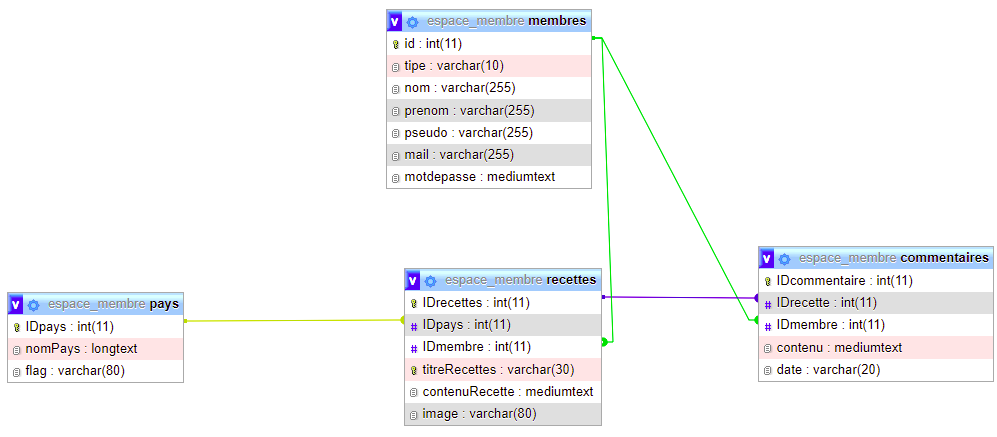 espace_membre membres
id : int(11)
tipe : varchar(10)
nom : varchar(255)
prenom : varchar(255)
pseudo : varchar(255)
mail : varchar(255)
motdepasse : mediumtext
espace_membre pays
IDpays : int(11)
nomPays : longtext
flag : varchar(80)
espace_membre recettes
IDrecettes : int(11)
IDpays : int(11)
IDmembre : int(11)
titreRecettes : varchar(30)
contenuRecette : mediumtext
image : varchar(80)
espace_membre commentaires
IDcommentaire : int(11)
IDrecette : int(11)
IDmembre : int(11)
contenu : mediumtext
date : varchar(20)